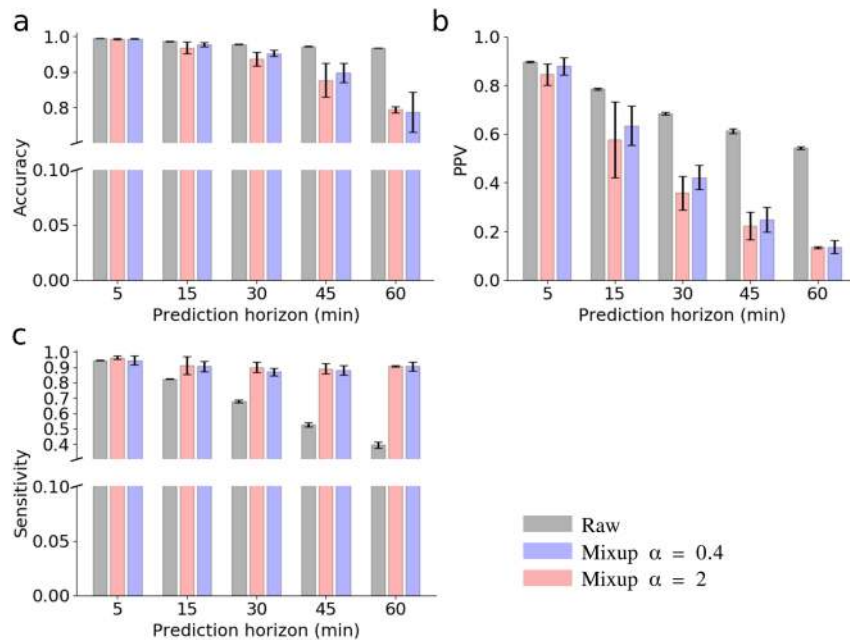 a
1.0
0.9
0.8
0.10
0.05
0.00
Accuracy
5 15 30 45 60
Prediction horizon (min)
b
1.0
0.8
0.6
0.4
0.2
0.0
PPV
5 15 30 45 60
Prediction horizon (min)
c
1.0
0.9
0.8
0.7
0.6
0.5
0.4
0.10
0.05
0.00
Sensitivity
5 15 30 45 60
Prediction horizon (min)
Raw
Mixup α = 0.4
Mixup α = 2